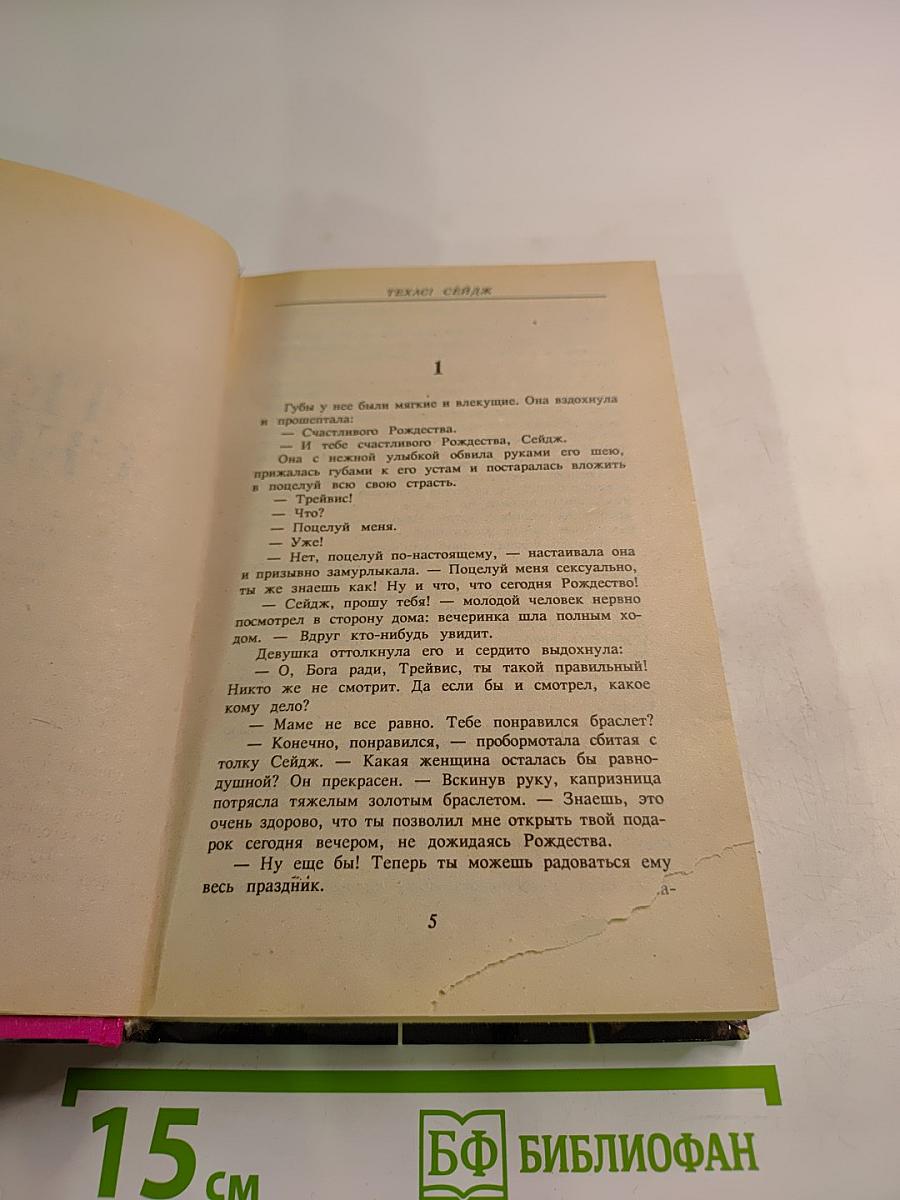 ТЕХАС! СЕЙДЖ
1
Губы у нее были мягкие и влекущие. Она вздохнула
и прошептала:
— Счастливого Рождества.
— И тебе счастливого Рождества, Сейдж.
Она с нежной улыбкой обвила руками его шею,
прижалась губами к его устам и постаралась вложить
в поцелуй всю свою страсть.
— Трейвис!
— Что?
— Поцелуй меня.
— Уже!
— Нет, поцелуй по-настоящему, — настаивала она
и призывно замурлыкала. — Поцелуй меня сексуально,
ты же знаешь как! Ну и что, что сегодня Рождество!
— Сейдж, прошу тебя! — молодой человек нервно
посмотрел в сторону дома: вечеринка шла полным хо-
дом. — Вдруг кто-нибудь увидит.
Девушка оттолкнула его и сердито выдохнула:
— О, Бога ради, Трейвис, ты такой правильный!
Никто же не смотрит. Да если бы и смотрел, какое
кому дело?
— Маме не все равно. Тебе понравился браслет?
— Конечно, понравился, — пробормотала сбитая с
толку Сейдж. — Какая женщина осталась бы равно-
душной? Он прекрасен. — Вскинув руку, капризница
потрясла тяжелым золотым браслетом. — Знаешь, это
очень здорово, что ты позволил мне открыть твой пода-
рок сегодня вечером, не дожидаясь Рождества.
— Ну еще бы! Теперь ты можешь радоваться ему
весь праздник.
а-
5
15 см
БФ БИБЛИОФАН